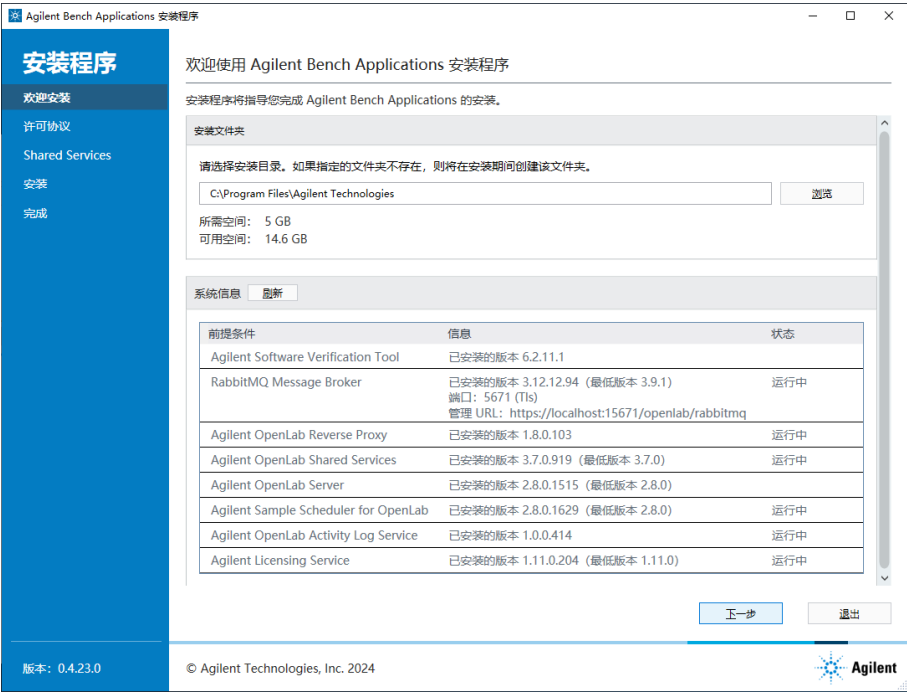 Agilent Bench Applications 安装程序
安装程序
欢迎安装
许可协议
Shared Services
安装
完成
版本： 0.4.23.0
欢迎使用 Agilent Bench Applications 安装程序
安装程序将指导您完成 Agilent Bench Applications 的安装。
安装文件夹
请选择安装目录。如果指定的文件夹不存在，则将在安装期间创建该文件夹。
C:\Program Files\Agilent Technologies 浏览
所需空间： 5 GB
可用空间： 14.6 GB
系统信息 刷新
前提条件 信息 状态
Agilent Software Verification Tool 已安装的版本 6.2.11.1
RabbitMQ Message Broker 已安装的版本 3.12.12.94（最低版本 3.9.1） 运行中
端口：5671 (Tls)
管理 URL：https://localhost:15671/openlab/rabbitmq
Agilent OpenLab Reverse Proxy 已安装的版本 1.8.0.103 运行中
Agilent OpenLab Shared Services 已安装的版本 3.7.0.919（最低版本 3.7.0） 运行中
Agilent OpenLab Server 已安装的版本 2.8.0.1515（最低版本 2.8.0）
Agilent Sample Scheduler for OpenLab 已安装的版本 2.8.0.1629（最低版本 2.8.0） 运行中
Agilent OpenLab Activity Log Service 已安装的版本 1.0.0.414 运行中
Agilent Licensing Service 已安装的版本 1.11.0.204（最低版本 1.11.0） 运行中
下一步 退出
© Agilent Technologies, Inc. 2024
Agilent